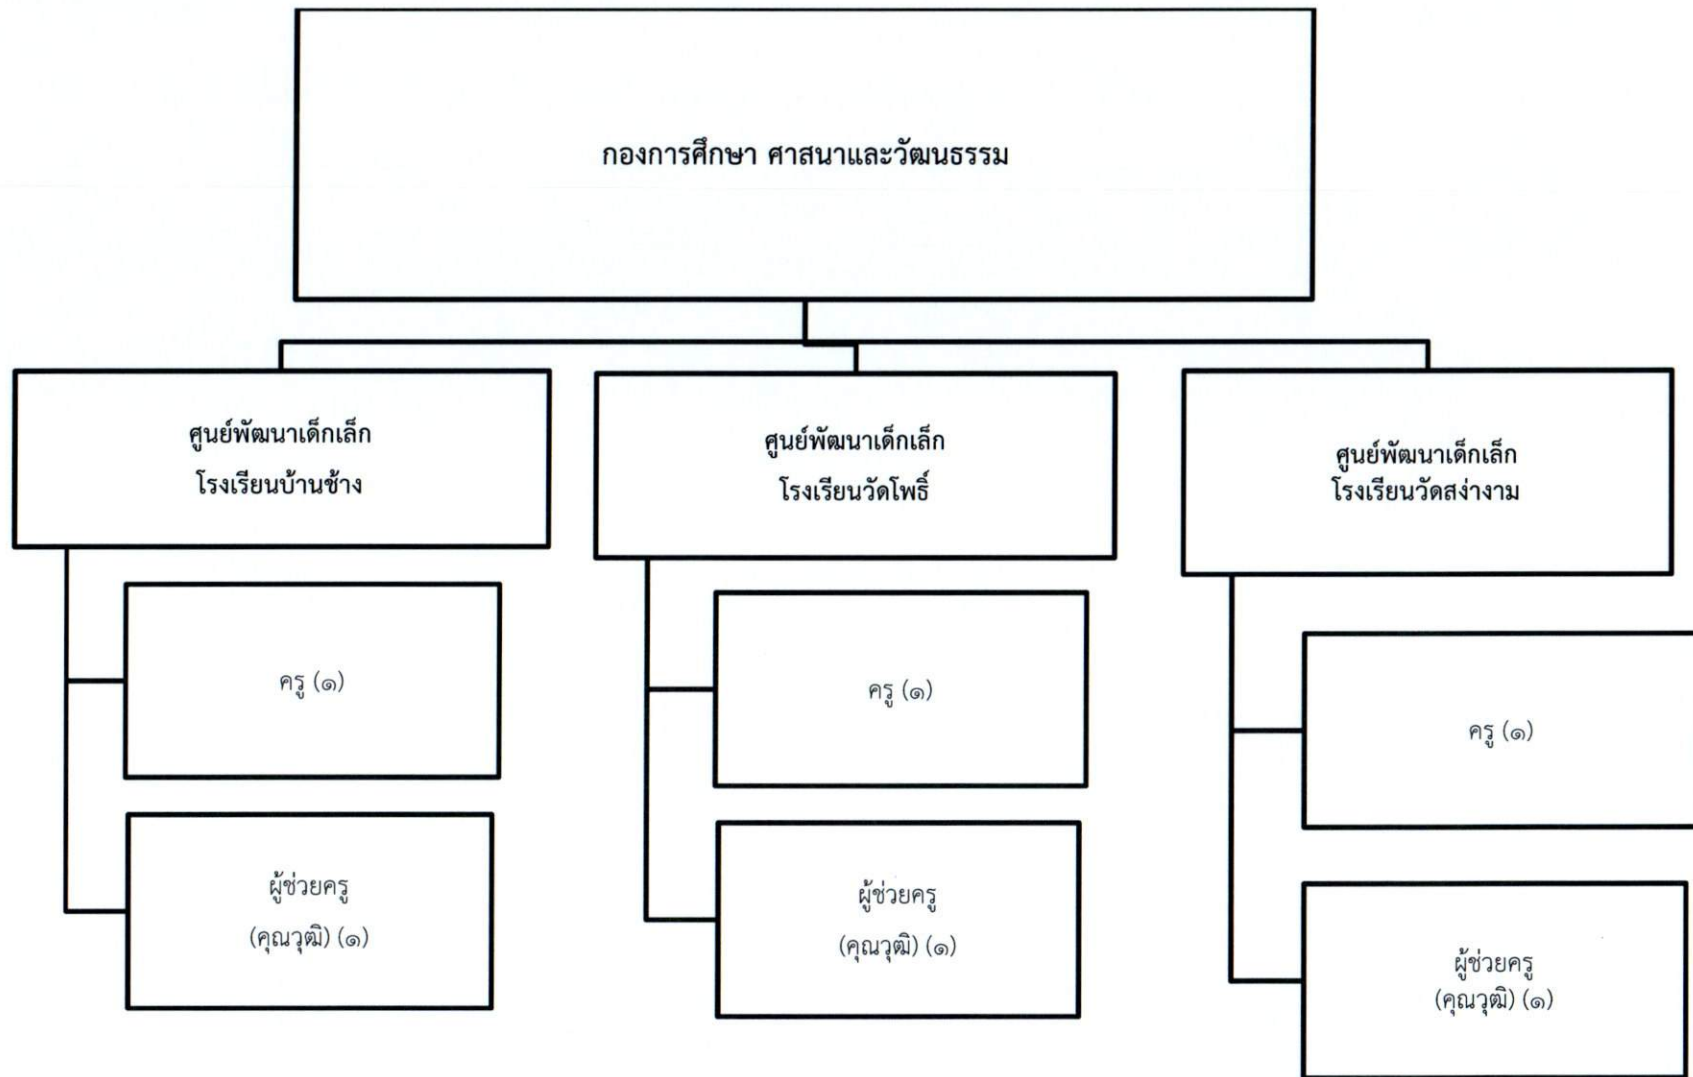 กองการศึกษา ศาสนาและวัฒนธรรม
ศูนย์พัฒนาเด็กเล็ก
โรงเรียนบ้านช้าง
ครู (๑)
ผู้ช่วยครู
(คุณวุฒิ) (๑)
ศูนย์พัฒนาเด็กเล็ก
โรงเรียนวัดโพธิ์
ครู (๑)
ผู้ช่วยครู
(คุณวุฒิ) (๑)
ศูนย์พัฒนาเด็กเล็ก
โรงเรียนวัดสง่างาม
ครู (๑)
ผู้ช่วยครู
(คุณวุฒิ) (๑)